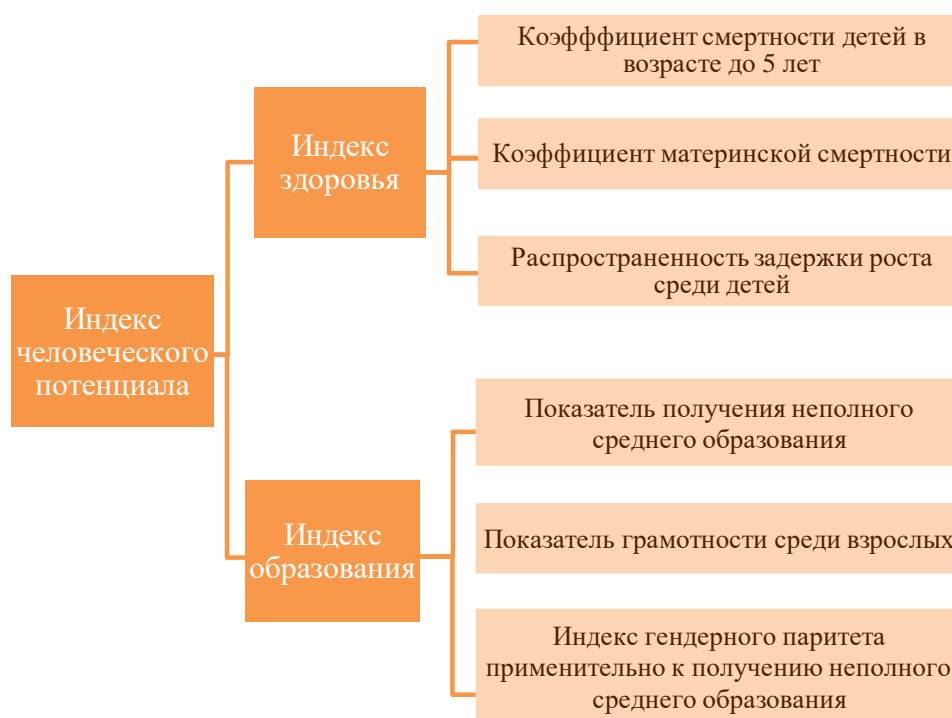 Коэфффициент смертности детей в
возрасте до 5 лет
Индекс
здоровья
Коэффициент материнской смертности
Распространенность задержки роста
среди детей
Индекс
человеческого
потенциала
Показатель получения неполного
среднего образования
Индекс
образования
Показатель грамотности среди взрослых
Индекс гендерного паритета
применительно к получению неполного
среднего образования